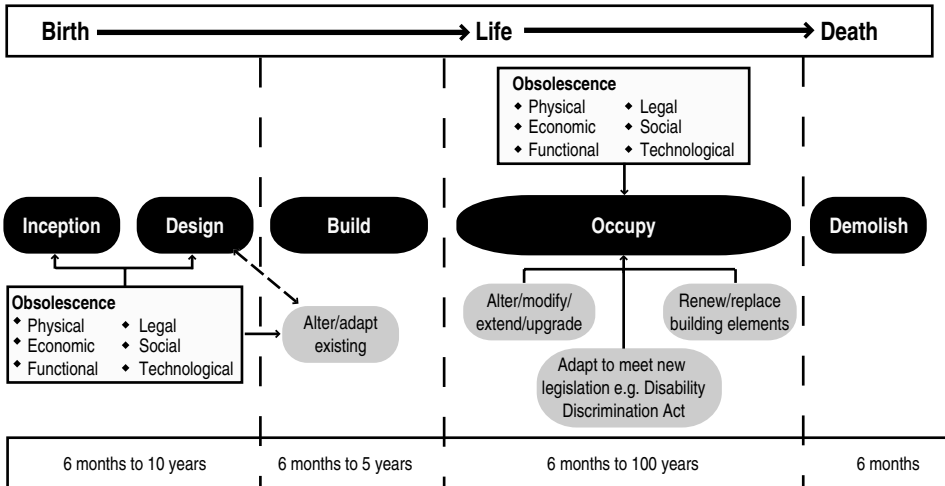 Birth Life Death
Obsolescence
◆ Physical ◆ Legal
◆ Economic ◆ Social
◆ Functional ◆ Technological
Inception Design Build Occupy Demolish
Obsolescence
◆ Physical ◆ Legal
◆ Economic ◆ Social
◆ Functional ◆ Technological
Alter/adapt
existing
Alter/modify/
extend/upgrade
Adapt to meet new
legislation e.g. Disability
Discrimination Act
Renew/replace
building elements
6 months to 10 years 6 months to 5 years 6 months to 100 years 6 months